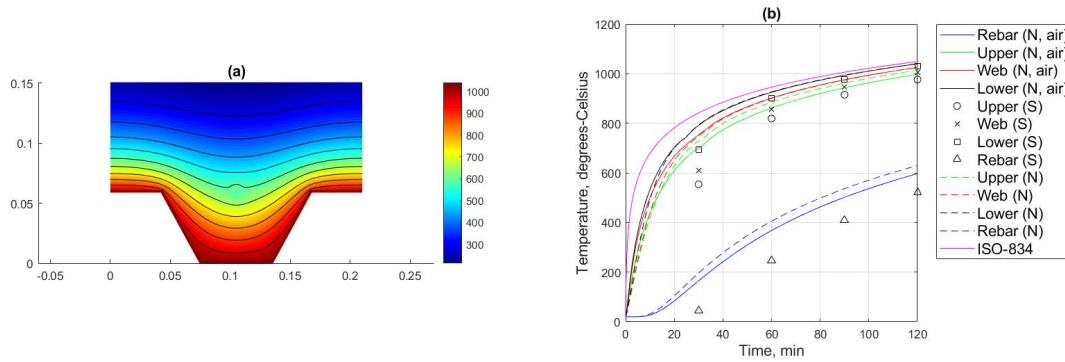 (a)
0.15
0.1
0.05
0
-0.05 0 0.05 0.1 0.15 0.2 0.25
1000
900
800
700
600
500
400
300
(b)
Temperature, degrees-Celsius
1200
1000
800
600
400
200
0
0 20 40 60 80 100 120
Time, min
Rebar (N, air)
Upper (N, air)
Web (N, air)
Lower (N, air)
Upper (S)
Web (S)
Lower (S)
Rebar (S)
Upper (N)
Web (N)
Lower (N)
Rebar (N)
ISO-834